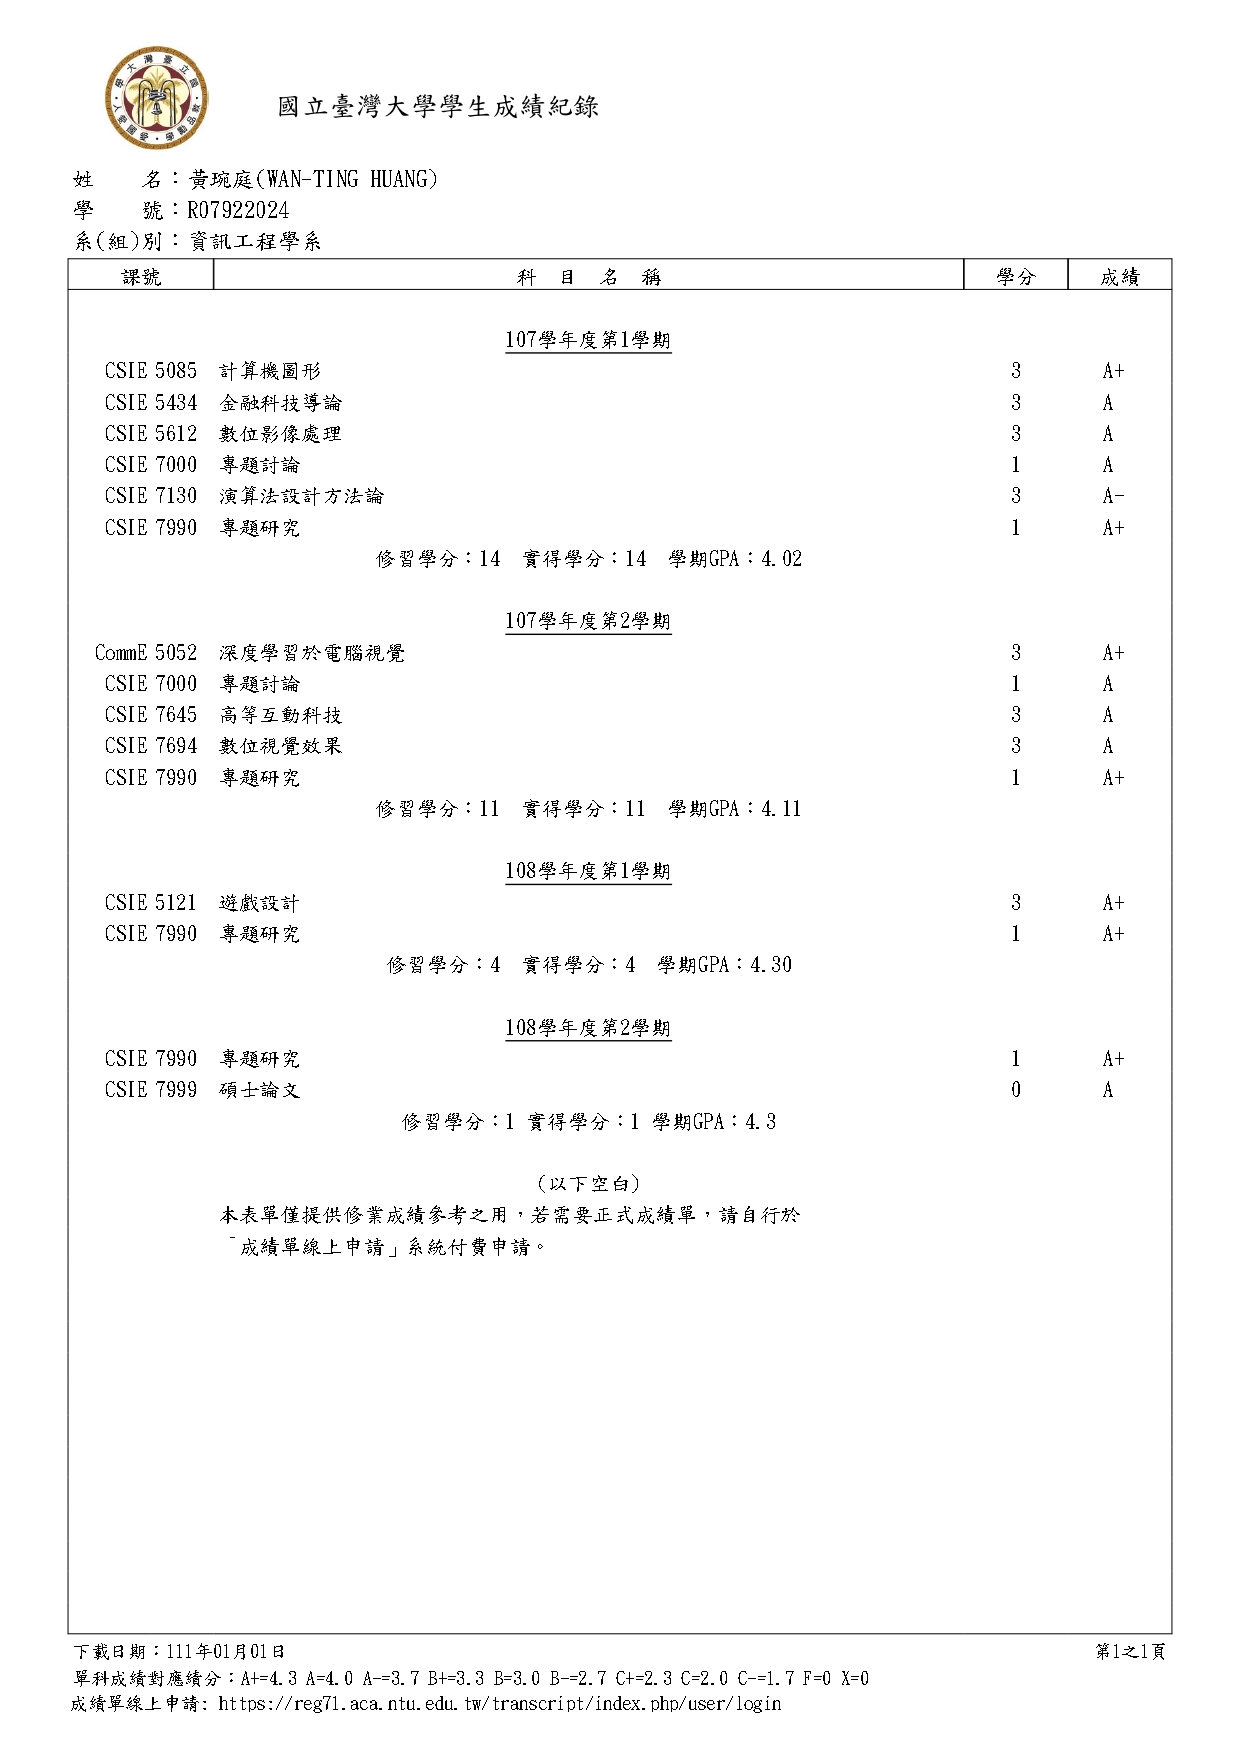 國立臺灣大學學生成績紀錄
姓　　名：黃琬庭(WAN-TING HUANG)
學　　號：R07922024
系(組)別：資訊工程學系
課號　科　目　名　稱　學分　成績
107學年度第1學期
CSIE 5085 計算機圖形 3 A+
CSIE 5434 金融科技導論 3 A
CSIE 5612 數位影像處理 3 A
CSIE 7000 專題討論 1 A
CSIE 7130 演算法設計方法論 3 A-
CSIE 7990 專題研究 1 A+
修習學分：14　實得學分：14　學期GPA：4.02
107學年度第2學期
CommE 5052 深度學習於電腦視覺 3 A+
CSIE 7000 專題討論 1 A
CSIE 7645 高等互動科技 3 A
CSIE 7694 數位視覺效果 3 A
CSIE 7990 專題研究 1 A+
修習學分：11　實得學分：11　學期GPA：4.11
108學年度第1學期
CSIE 5121 遊戲設計 3 A+
CSIE 7990 專題研究 1 A+
修習學分：4　實得學分：4　學期GPA：4.30
108學年度第2學期
CSIE 7990 專題研究 1 A+
CSIE 7999 碩士論文 0 A
修習學分：1 實得學分：1 學期GPA：4.3
(以下空白)
本表單僅提供修業成績參考之用，若需要正式成績單，請自行於
「成績單線上申請」系統付費申請。
下載日期：111年01月01日　第1之1頁
單科成績對應績分：A+=4.3 A=4.0 A-=3.7 B+=3.3 B=3.0 B-=2.7 C+=2.3 C=2.0 C-=1.7 F=0 X=0
成績單線上申請: https://reg71.aca.ntu.edu.tw/transcript/index.php/user/login